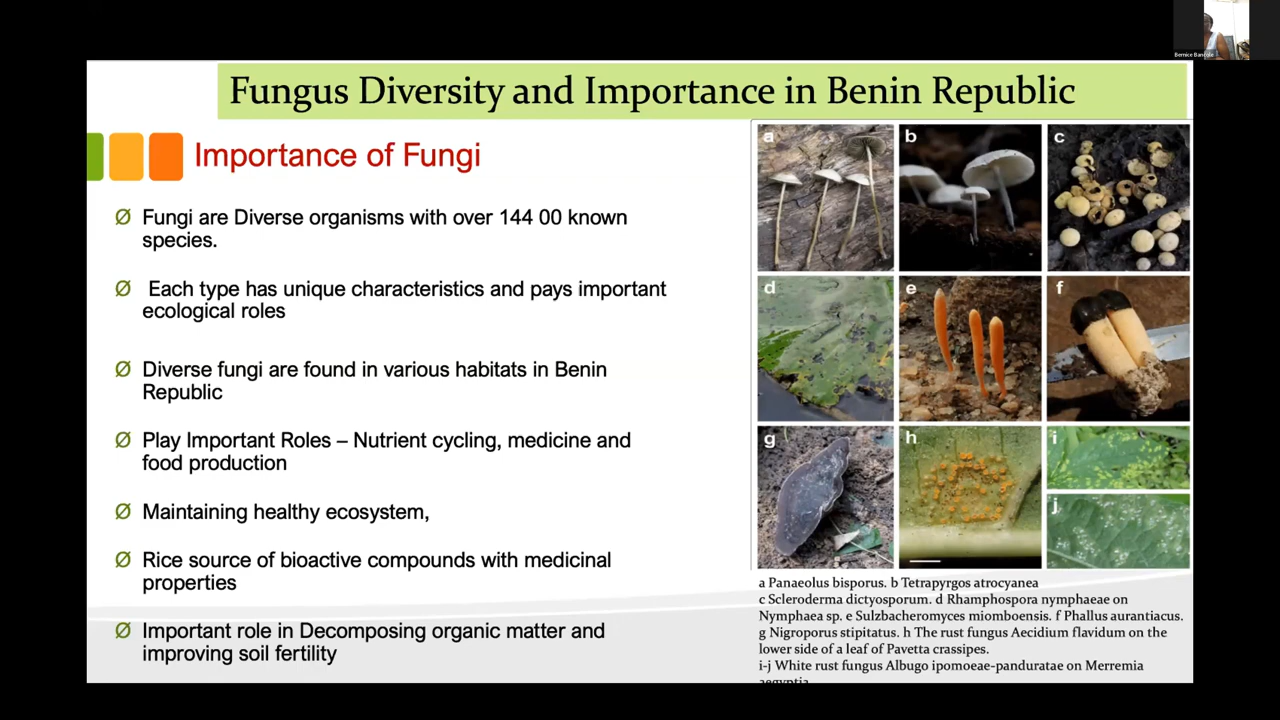 Bernice Bancole
Fungus Diversity and Importance in Benin Republic
Importance of Fungi
Ø Fungi are Diverse organisms with over 144 00 known
species.
Ø Each type has unique characteristics and pays important
ecological roles
Ø Diverse fungi are found in various habitats in Benin
Republic
Ø Play Important Roles – Nutrient cycling, medicine and
food production
Ø Maintaining healthy ecosystem,
Ø Rice source of bioactive compounds with medicinal
properties
Ø Important role in Decomposing organic matter and
improving soil fertility
a
b
c
d
e
f
g
h
i
j
a Panaeolus bisporus. b Tetrapyrgos atrocyanea
c Scleroderma dictyosporum. d Rhamphospora nymphaeae on
Nymphaea sp. e Sulzbacheromyces miomboensis. f Phallus aurantiacus.
g Nigroporus stipitatus. h The rust fungus Aecidium flavidum on the
lower side of a leaf of Pavetta crassipes.
i-j White rust fungus Albugo ipomoeae-panduratae on Merremia
aegyptia